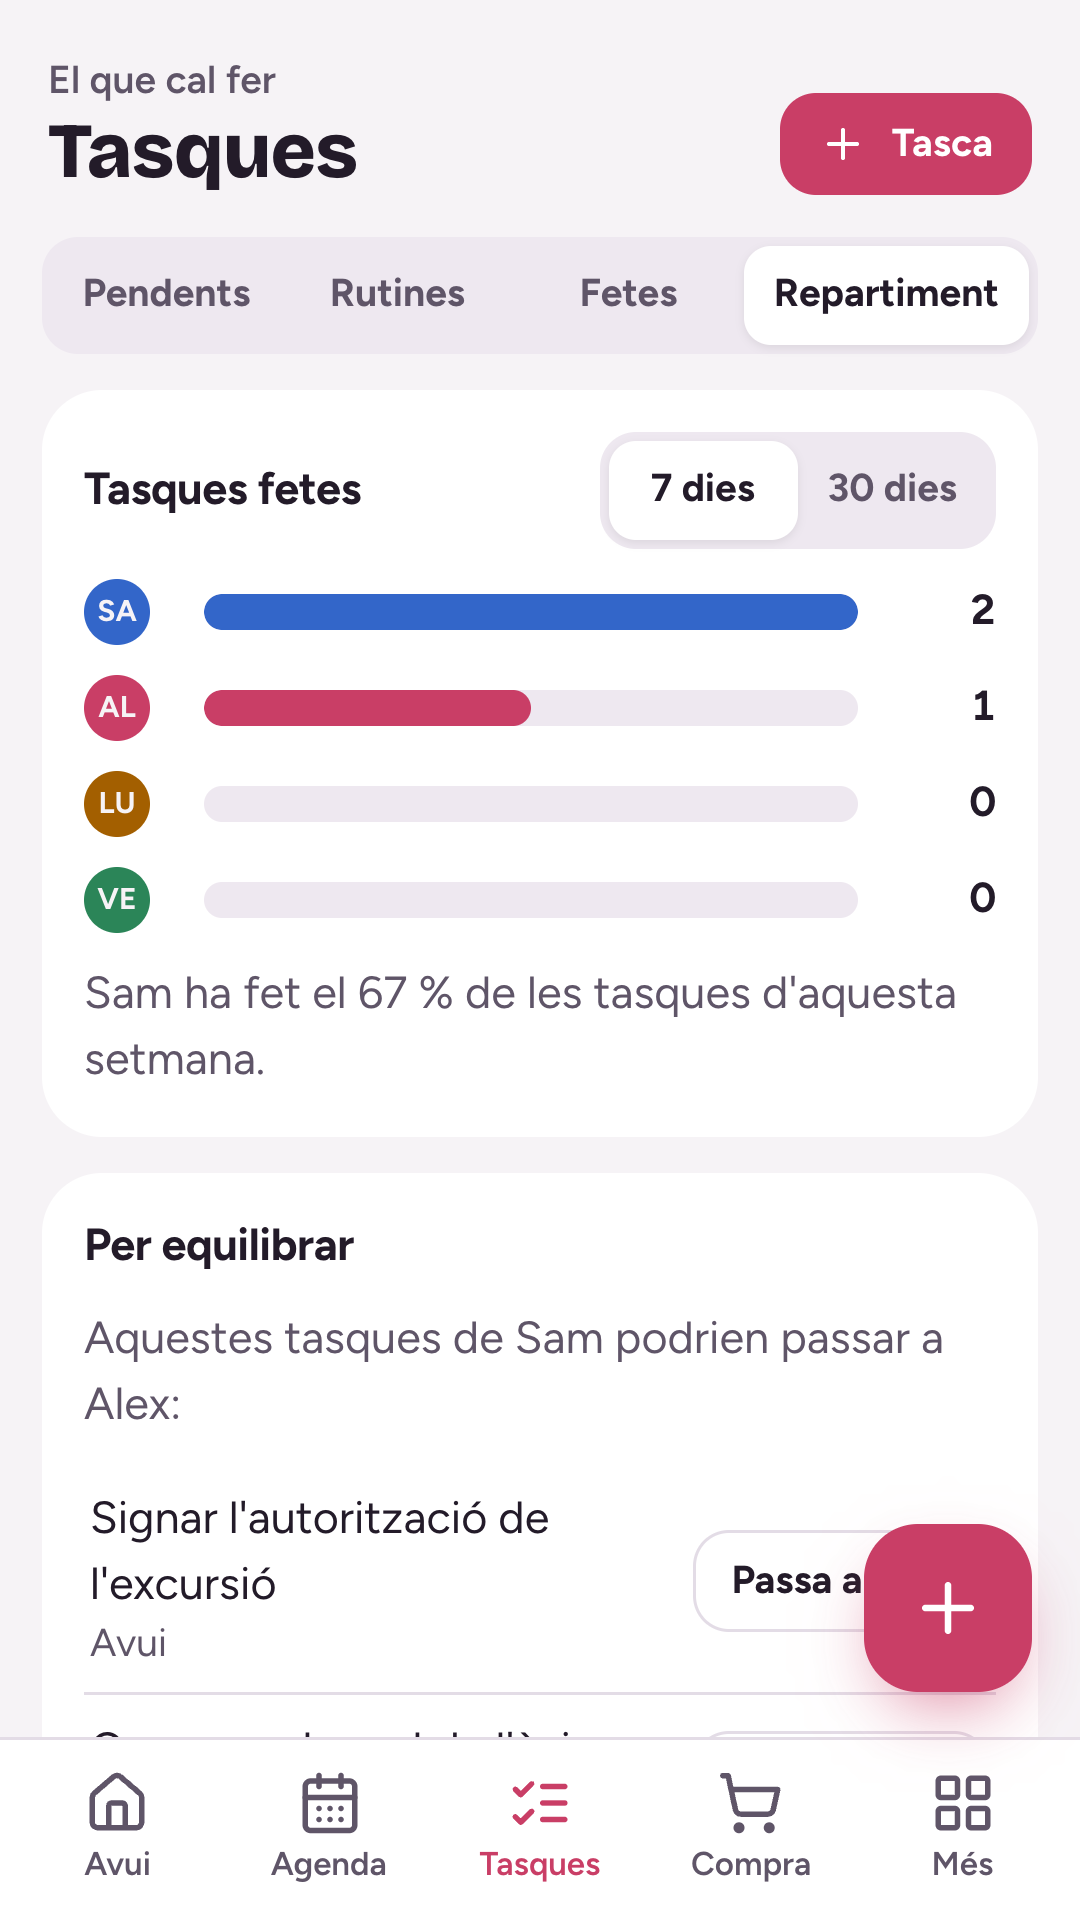 El que cal fer
Tasques
Tasca
Pendents
Rutines
Fetes
Repartiment
Tasques fetes
7 dies
30 dies
SA
2
AL
1
LU
0
VE
0
Sam ha fet el 67 % de les tasques d'aquesta
setmana.
Per equilibrar
Aquestes tasques de Sam podrien passar a
Alex:
Signar l'autorització de
l'excursió
Avui
Passa a
Avui
Agenda
Tasques
Compra
Més